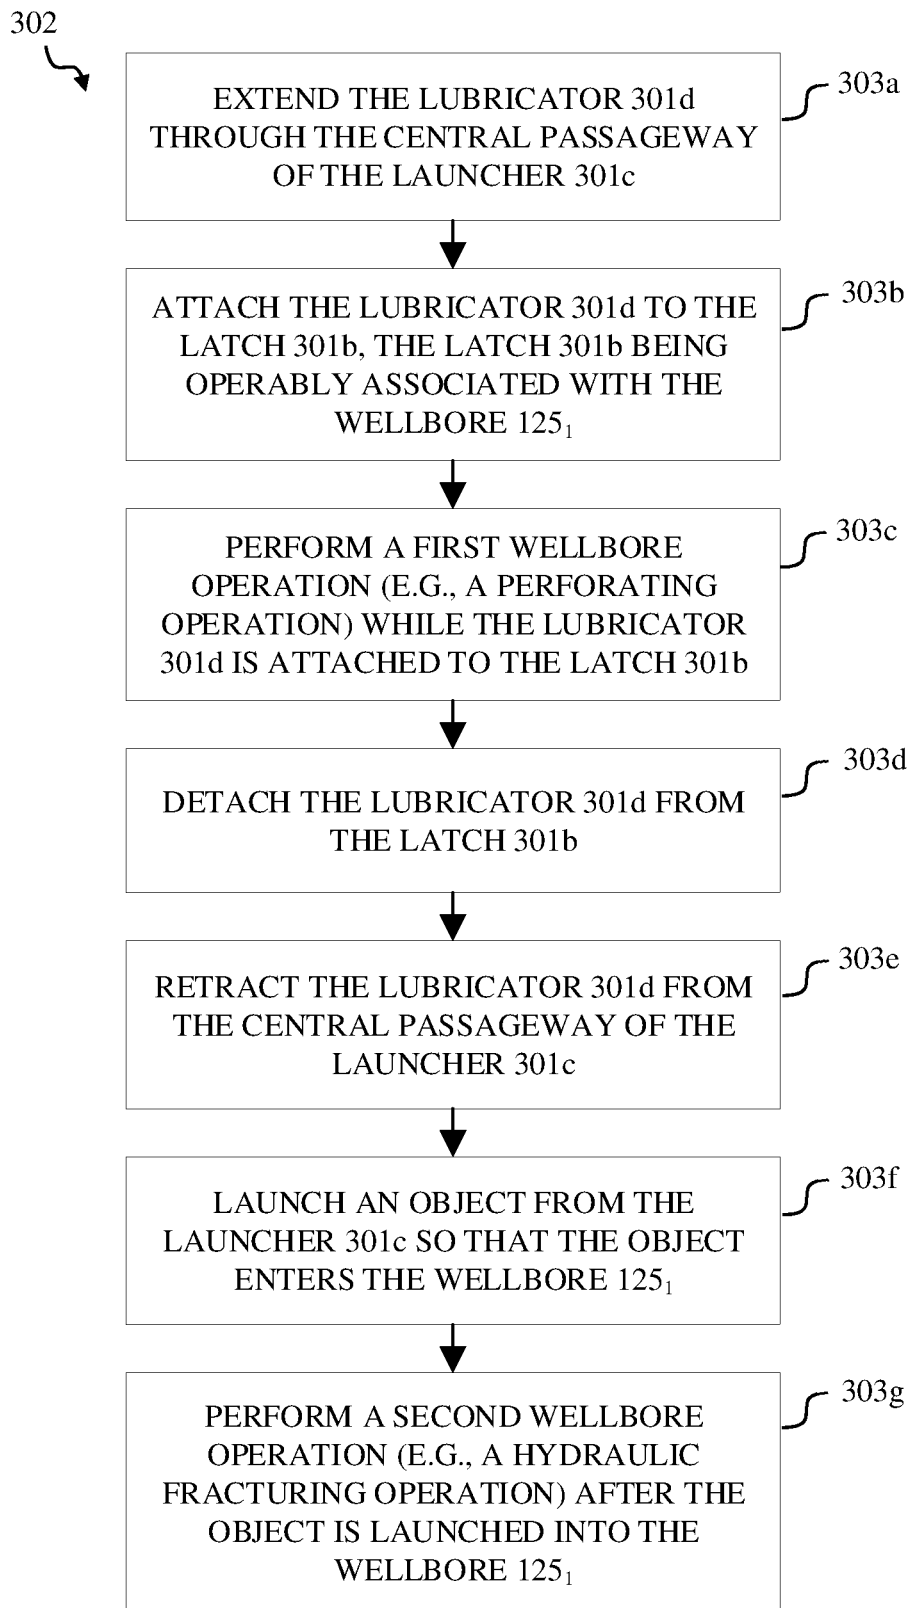 302
303a
EXTEND THE LUBRICATOR 301d
THROUGH THE CENTRAL PASSAGEWAY
OF THE LAUNCHER 301c
303b
ATTACH THE LUBRICATOR 301d TO THE
LATCH 301b, THE LATCH 301b BEING
OPERABLY ASSOCIATED WITH THE
WELLBORE 125₁
303c
PERFORM A FIRST WELLBORE
OPERATION (E.G., A PERFORATING
OPERATION) WHILE THE LUBRICATOR
301d IS ATTACHED TO THE LATCH 301b
303d
DETACH THE LUBRICATOR 301d FROM
THE LATCH 301b
303e
RETRACT THE LUBRICATOR 301d FROM
THE CENTRAL PASSAGEWAY OF THE
LAUNCHER 301c
303f
LAUNCH AN OBJECT FROM THE
LAUNCHER 301c SO THAT THE OBJECT
ENTERS THE WELLBORE 125₁
303g
PERFORM A SECOND WELLBORE
OPERATION (E.G., A HYDRAULIC
FRACTURING OPERATION) AFTER THE
OBJECT IS LAUNCHED INTO THE
WELLBORE 125₁